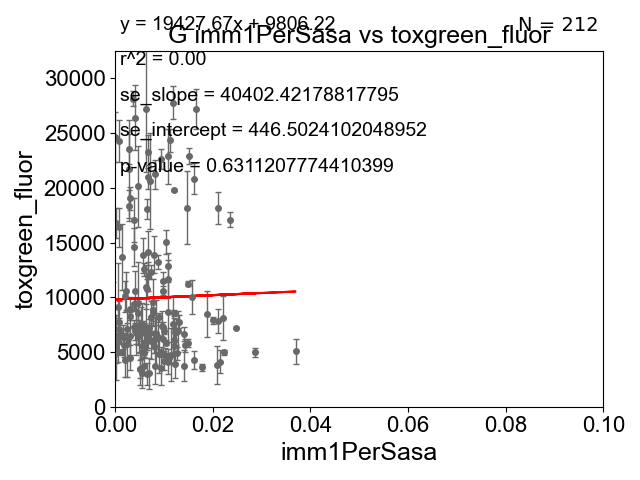 y = 19427.67x + 9806.22
N = 212
G imm1PerSasa vs toxgreen_fluor
r^2 = 0.00
se_slope = 40402.42178817795
se_intercept = 446.5024102048952
p-value = 0.6311207774410399
30000
25000
20000
15000
10000
5000
0
toxgreen_fluor
0.00 0.02 0.04 0.06 0.08 0.10
imm1PerSasa